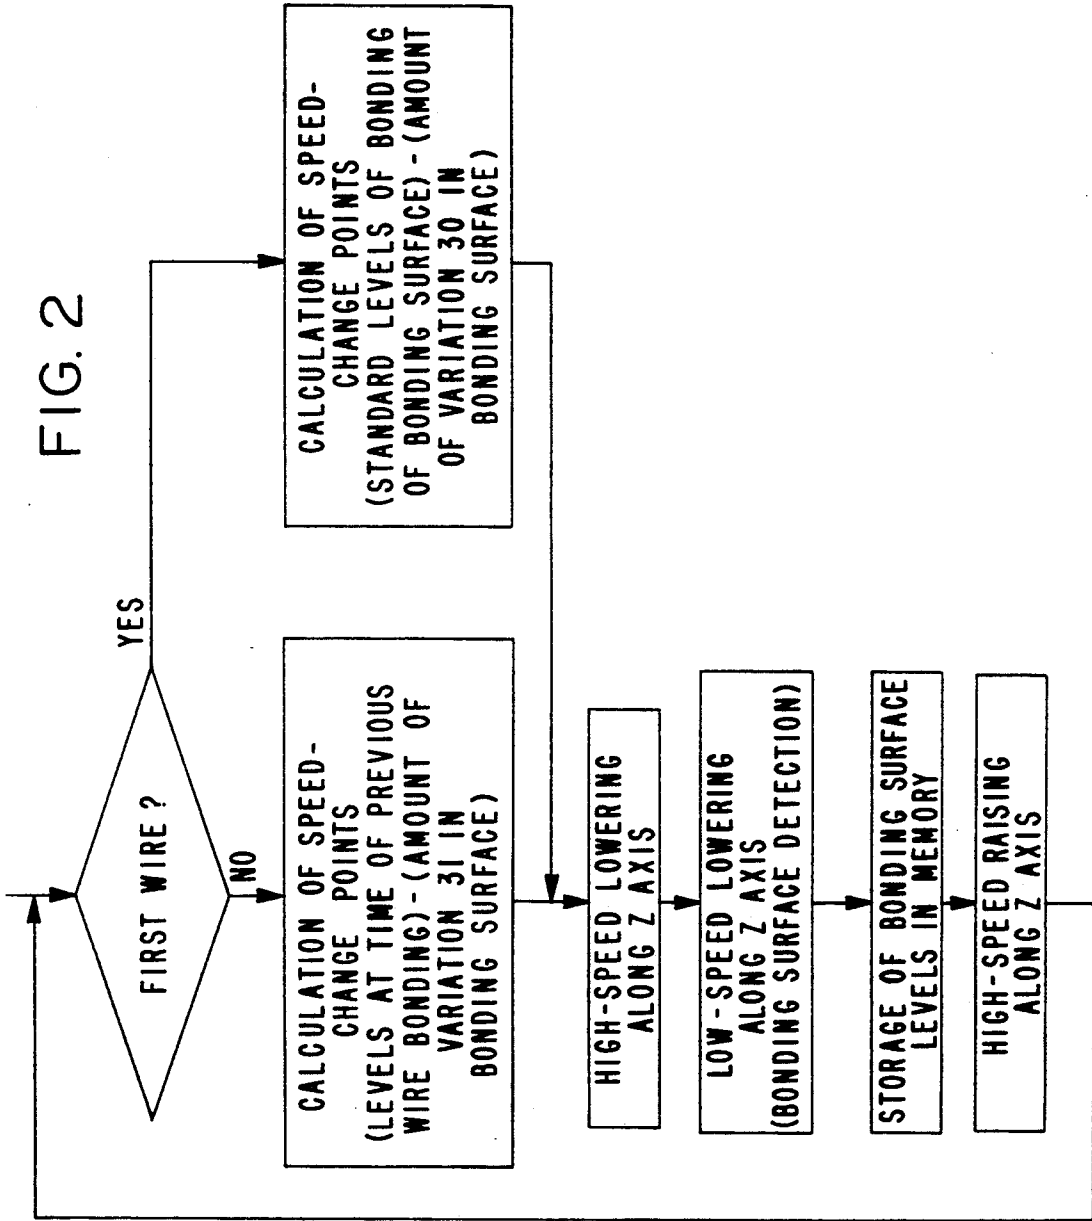 FIG. 2
FIRST WIRE ?
YES
NO
CALCULATION OF SPEED-
CHANGE POINTS
(STANDARD LEVELS OF BONDING
OF BONDING SURFACE) - (AMOUNT
OF VARIATION 30 IN
BONDING SURFACE)
CALCULATION OF SPEED-
CHANGE POINTS
(LEVELS AT TIME OF PREVIOUS
WIRE BONDING) - (AMOUNT OF
VARIATION 31 IN
BONDING SURFACE)
HIGH-SPEED LOWERING
ALONG Z AXIS
LOW-SPEED LOWERING
ALONG Z AXIS
(BONDING SURFACE DETECTION)
STORAGE OF BONDING SURFACE
LEVELS IN MEMORY
HIGH-SPEED RAISING
ALONG Z AXIS